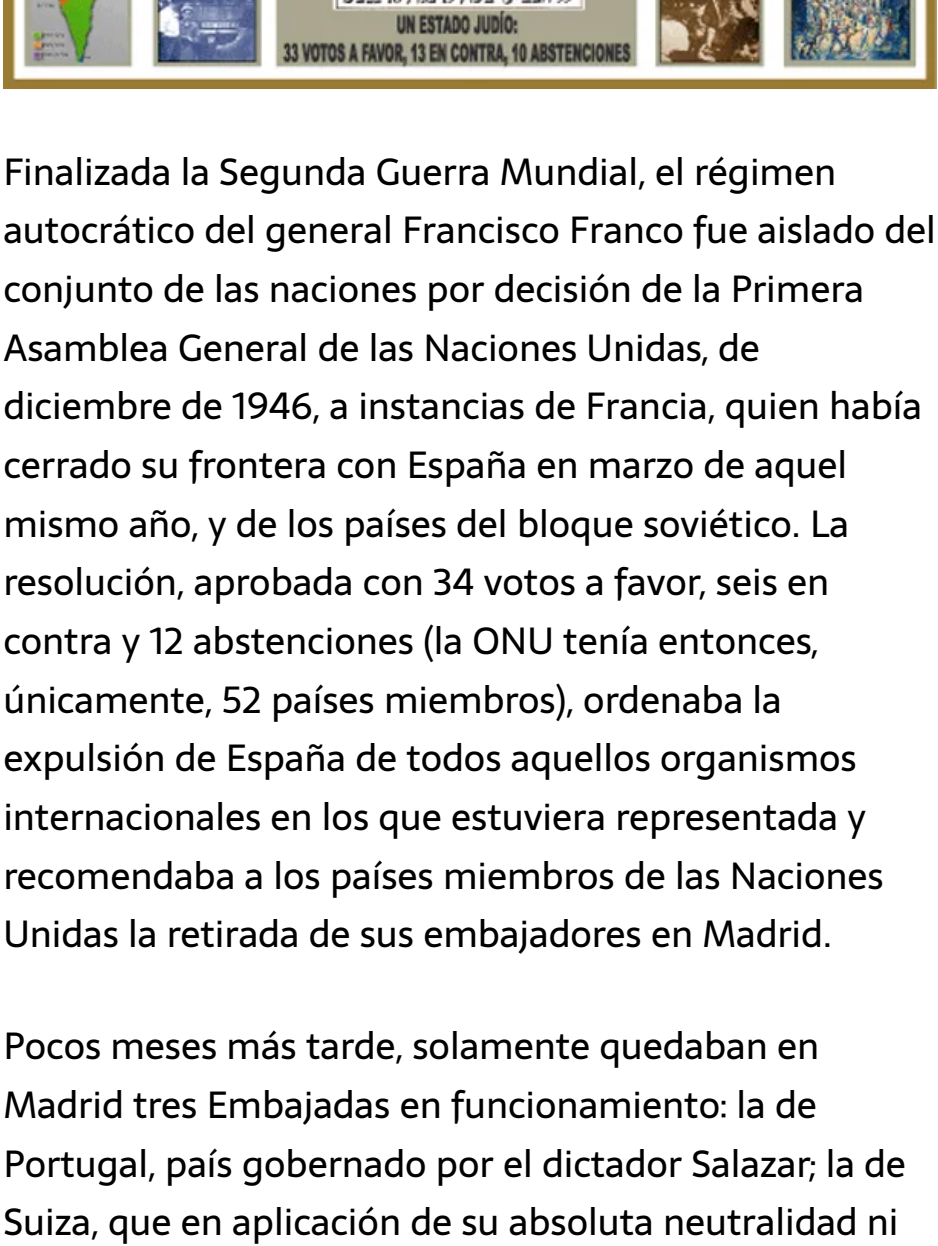 UN ESTADO JUDÍO:
33 VOTOS A FAVOR, 13 EN CONTRA, 10 ABSTENCIONES
Finalizada la Segunda Guerra Mundial, el régimen
autocrático del general Francisco Franco fue aislado del
conjunto de las naciones por decisión de la Primera
Asamblea General de las Naciones Unidas, de
diciembre de 1946, a instancias de Francia, quien había
cerrado su frontera con España en marzo de aquel
mismo año, y de los países del bloque soviético. La
resolución, aprobada con 34 votos a favor, seis en
contra y 12 abstenciones (la ONU tenía entonces,
únicamente, 52 países miembros), ordenaba la
expulsión de España de todos aquellos organismos
internacionales en los que estuviera representada y
recomendaba a los países miembros de las Naciones
Unidas la retirada de sus embajadores en Madrid.
Pocos meses más tarde, solamente quedaban en
Madrid tres Embajadas en funcionamiento: la de
Portugal, país gobernado por el dictador Salazar; la de
Suiza, que en aplicación de su absoluta neutralidad ni